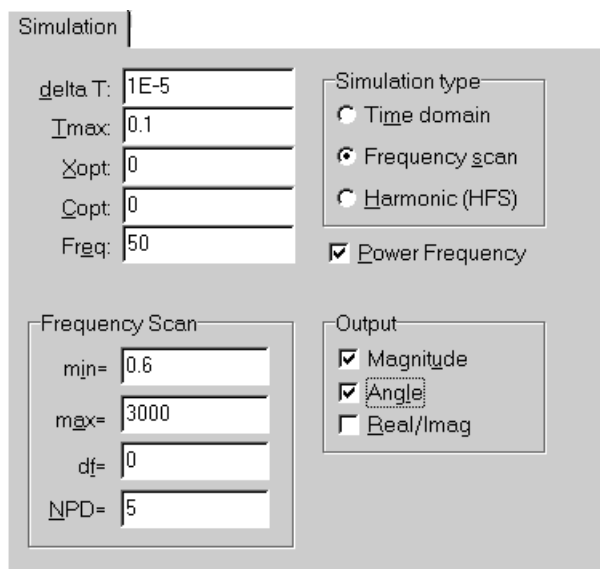 Simulation
delta T: 1E-5
Tmax: 0.1
Xopt: 0
Copt: 0
Freq: 50
Simulation type
Time domain
Frequency scan
Harmonic (HFS)
Power Frequency
Frequency Scan
min= 0.6
max= 3000
df= 0
NPD= 5
Output
Magnitude
Angle
Real/Imag